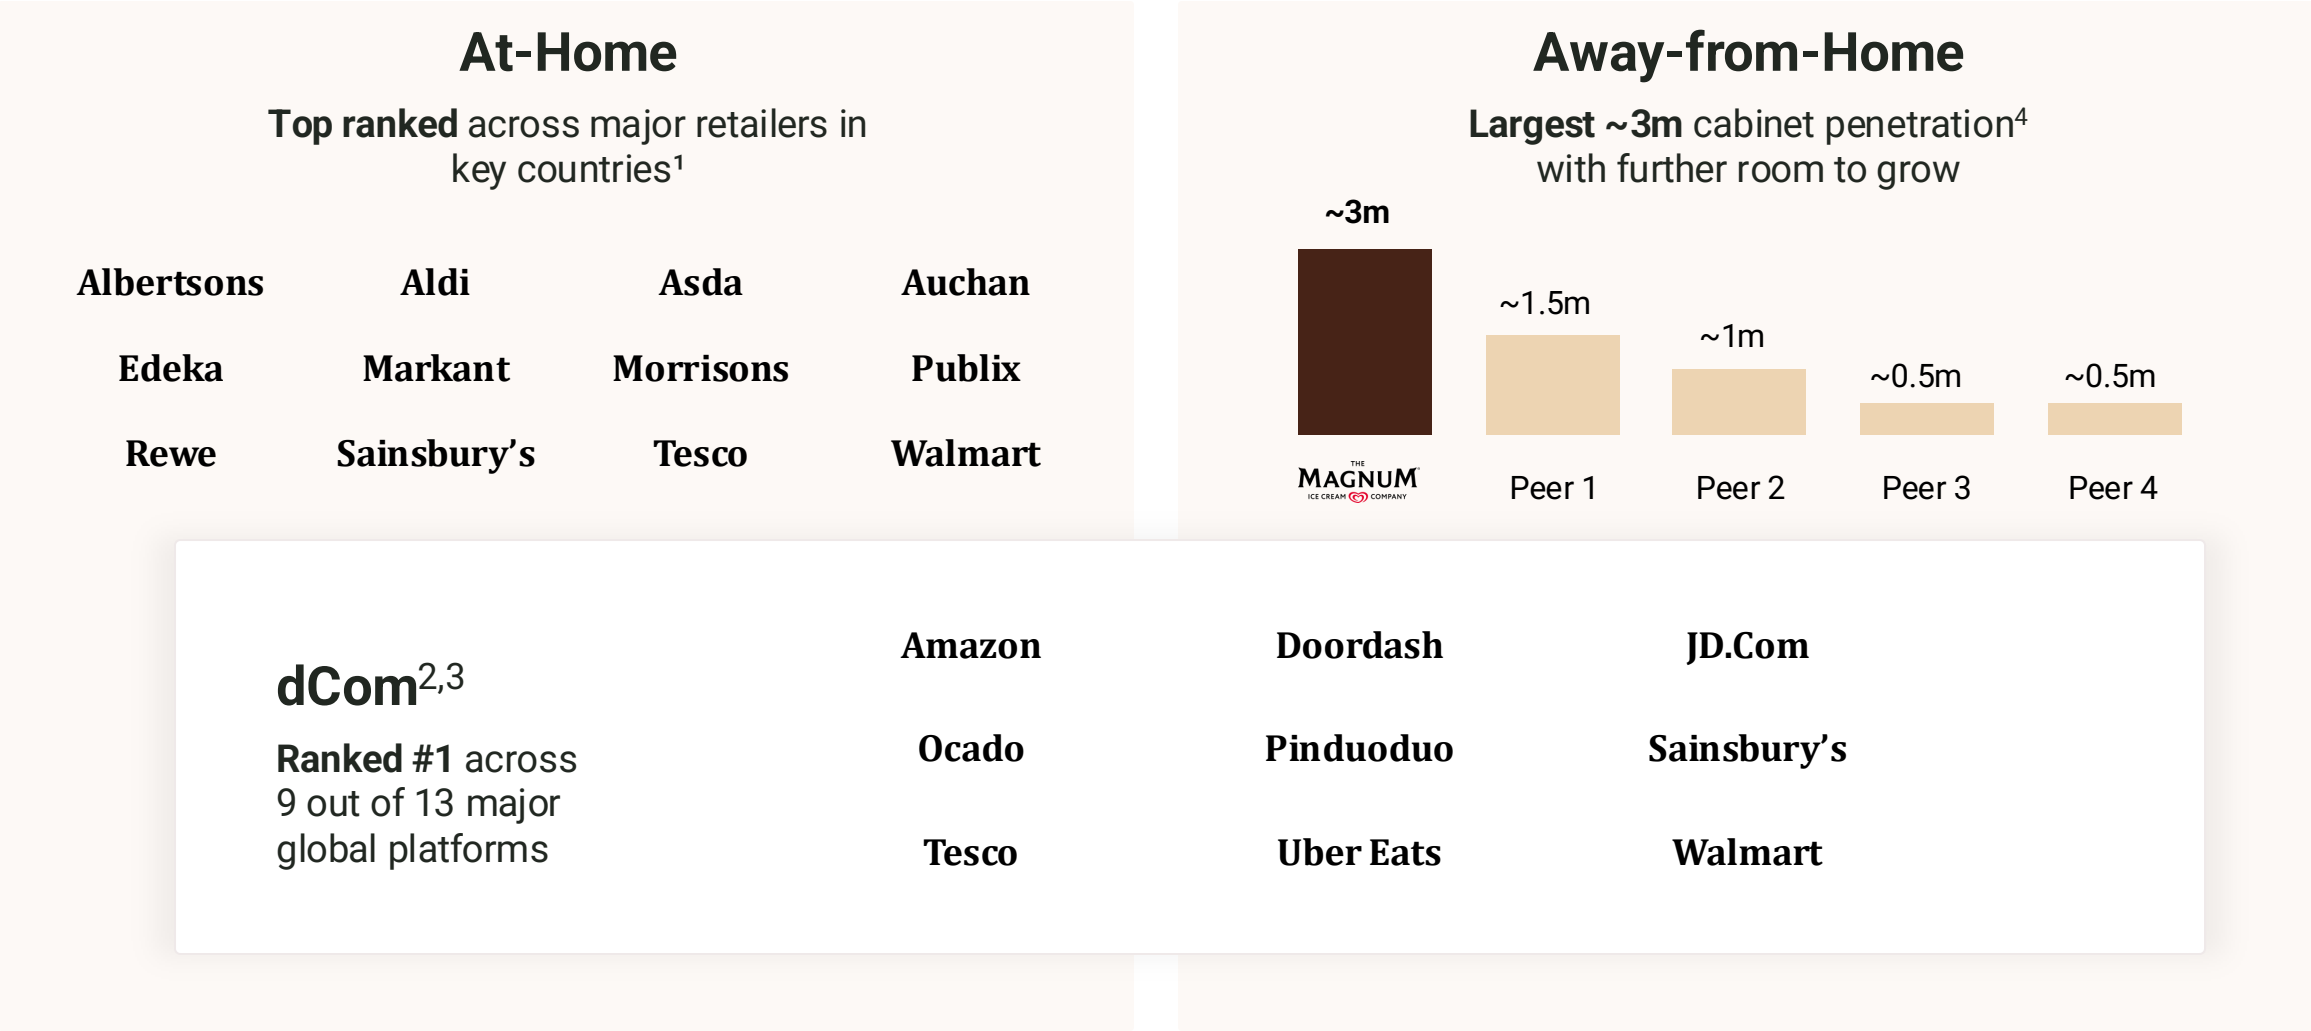 At-Home
Top ranked across major retailers in
key countries¹
Albertsons Aldi Asda Auchan
Edeka Markant Morrisons Publix
Rewe Sainsbury’s Tesco Walmart
Away-from-Home
Largest ~3m cabinet penetration⁴
with further room to grow
~3m
~1.5m
~1m
~0.5m ~0.5m
THE
MAGNUM
ICE CREAM COMPANY
Peer 1 Peer 2 Peer 3 Peer 4
dCom²,³
Ranked #1 across
9 out of 13 major
global platforms
Amazon Doordash JD.Com
Ocado Pinduoduo Sainsbury’s
Tesco Uber Eats Walmart